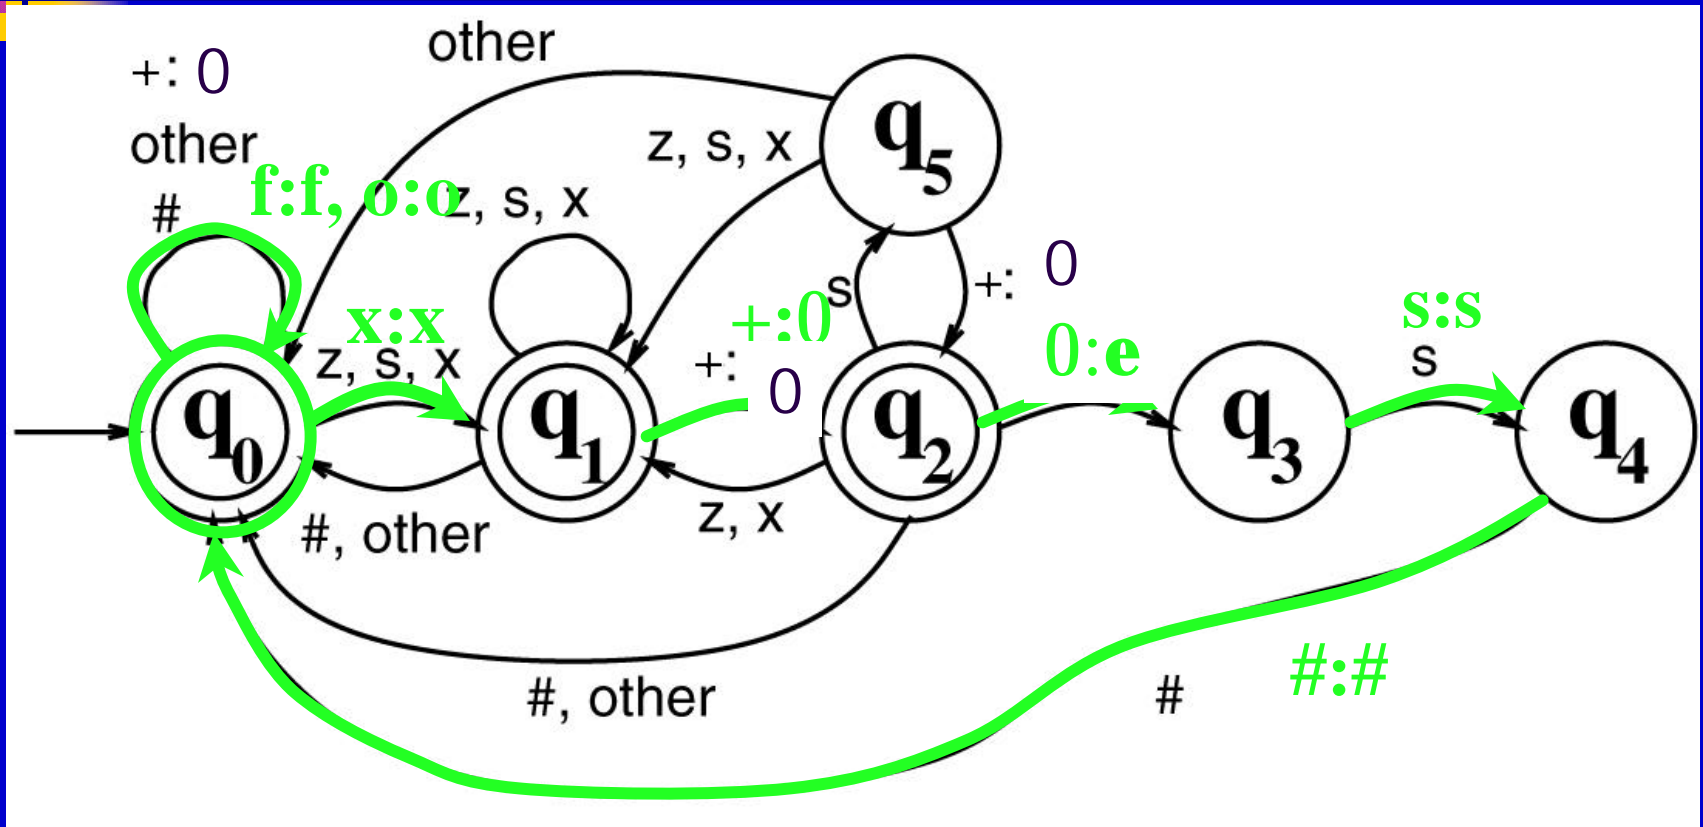 other
+: 0
other
z, s, x
q5
#
f:f, o:o
z, s, x
+: 0
s
x:x
z, s, x
+:0
+: 0
0:e
s:s
s
q0
q1
q2
q3
q4
#, other
z, x
#, other
#
#:#